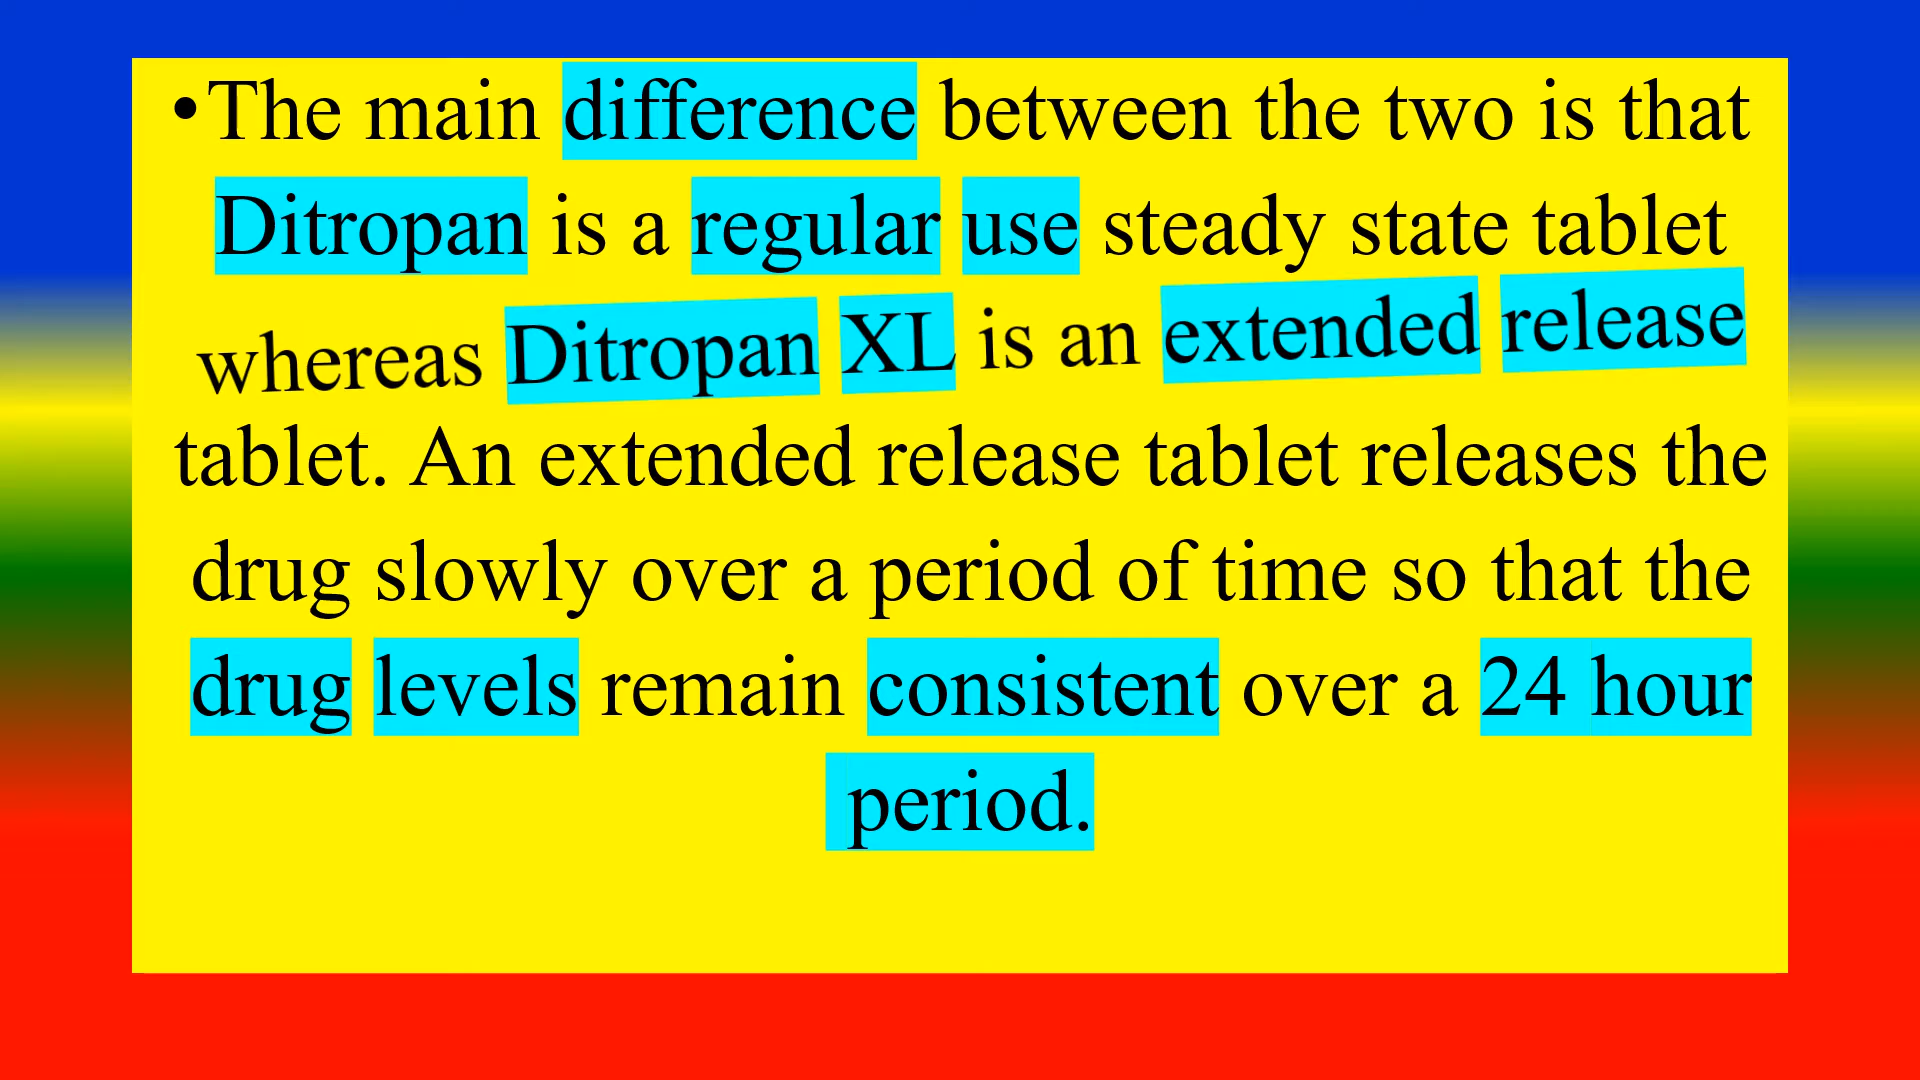 •The main difference between the two is that
Ditropan is a regular use steady state tablet
whereas Ditropan XL is an extended release
tablet. An extended release tablet releases the
drug slowly over a period of time so that the
drug levels remain consistent over a 24 hour
period.